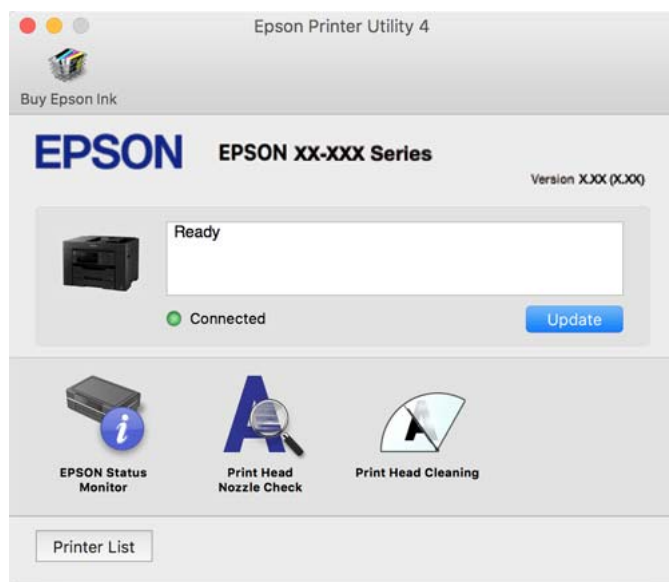 Epson Printer Utility 4
Buy Epson Ink
EPSON
EPSON XX-XXX Series
Version X.XX (X.XX)
Ready
Connected
Update
EPSON Status
Monitor
Print Head
Nozzle Check
Print Head Cleaning
Printer List